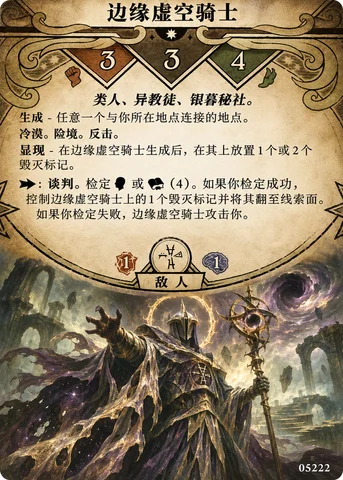 边缘虚空骑士
3 3 4
类人、异教徒、银暮秘社。
生成 - 任意一个与你所在地点连接的地点。
冷漠。险境。反击。
显现 - 在边缘虚空骑士生成后，在其上放置1个或2个
毁灭标记。
：谈判。检定 或 （4）。如果你检定成功，
控制边缘虚空骑士上的1个毁灭标记并将其翻至线索面。
如果你检定失败，边缘虚空骑士攻击你。
1 1
敌人
05222